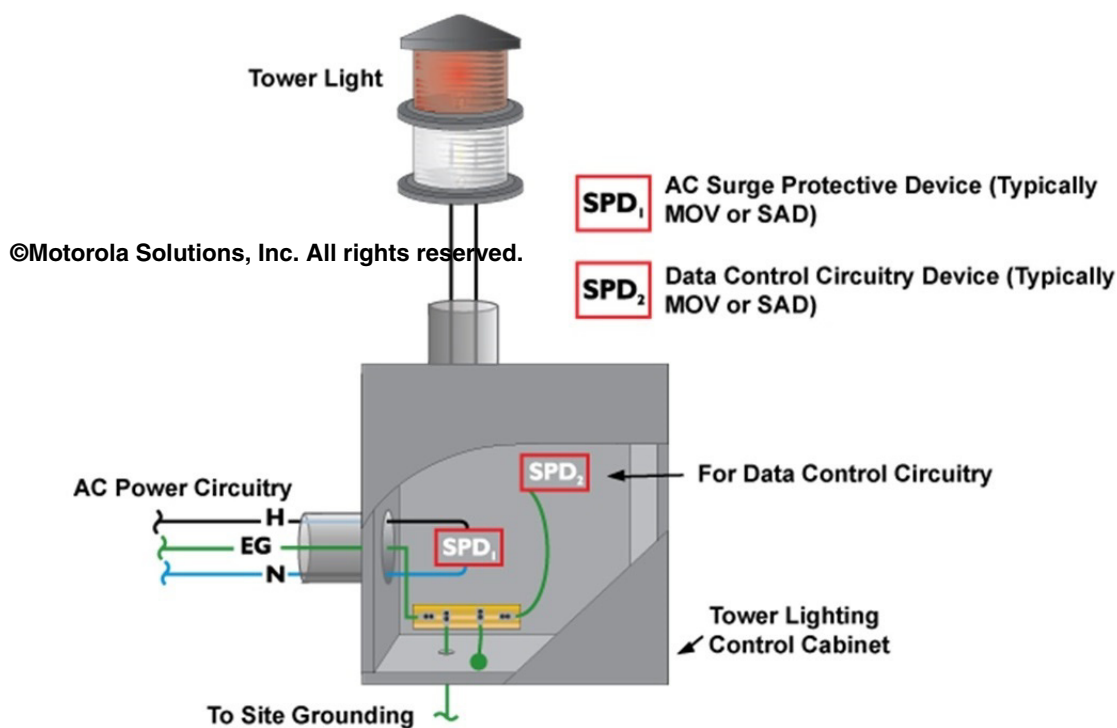 Tower Light
SPD₁ AC Surge Protective Device (Typically
MOV or SAD)
©Motorola Solutions, Inc. All rights reserved.
SPD₂ Data Control Circuitry Device (Typically
MOV or SAD)
SPD₂
For Data Control Circuitry
AC Power Circuitry
H
EG
N
SPD₁
Tower Lighting
Control Cabinet
To Site Grounding